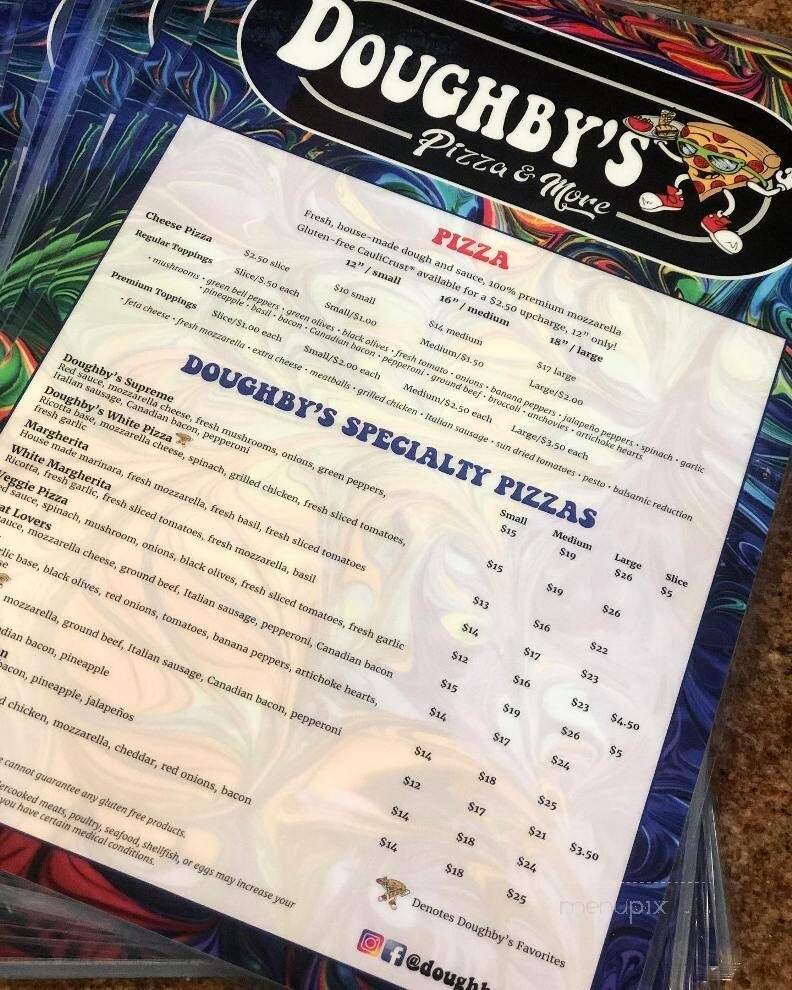 DOUGHBY'S
Pizza & More
PIZZA
Fresh, house-made dough and sauce, 100% premium mozzarella
Gluten-free CauliCrust® available for a $2.50 upcharge, 12" only!
12" / small 16" / medium 18" / large
Cheese Pizza $2.50 slice $10 small $14 medium $17 large
Regular Toppings Slice/$.50 each Small/$1.00 Medium/$1.50 Large/$2.00
· mushrooms · green bell peppers · green olives · black olives · fresh tomato · onions · banana peppers · jalapeño peppers · spinach · garlic
· pineapple · basil · bacon · Canadian bacon · pepperoni · ground beef · broccoli · anchovies · artichoke hearts
Premium Toppings Slice/$1.00 each Small/$2.00 each Medium/$2.50 each Large/$3.50 each
· feta cheese · fresh mozzarella · extra cheese · meatballs · grilled chicken · Italian sausage · sun dried tomatoes · pesto · balsamic reduction
DOUGHBY'S SPECIALTY PIZZAS
Small Medium Large Slice
Doughby's Supreme $15 $19 $26 $5
Red sauce, mozzarella cheese, fresh mushrooms, onions, green peppers,
Italian sausage, Canadian bacon, pepperoni
Doughby's White Pizza $15 $19 $26
Ricotta base, mozzarella cheese, spinach, grilled chicken, fresh sliced tomatoes,
fresh garlic
Margherita $13 $16 $22
House made marinara, fresh mozzarella, fresh basil, fresh sliced tomatoes
White Margherita $14 $17 $23
Ricotta, fresh garlic, fresh sliced tomatoes, fresh mozzarella, basil
Veggie Pizza $12 $16 $23 $4.50
ed sauce, spinach, mushroom, onions, black olives, fresh sliced tomatoes, fresh garlic
at Lovers $15 $19 $26 $5
auce, mozzarella cheese, ground beef, Italian sausage, pepperoni, Canadian bacon
$14 $17 $24
rlic base, black olives, red onions, tomatoes, banana peppers, artichoke hearts,
se
$14 $18 $25
, mozzarella, ground beef, Italian sausage, Canadian bacon, pepperoni
$12 $17 $21 $3.50
dian bacon, pineapple
n $14 $18 $24
bacon, pineapple, jalapeños
$14 $18 $25
d chicken, mozzarella, cheddar, red onions, bacon
Denotes Doughby's Favorites
e cannot guarantee any gluten free products.
ercooked meats, poultry, seafood, shellfish, or eggs may increase your
you have certain medical conditions.
@doughb
menupix